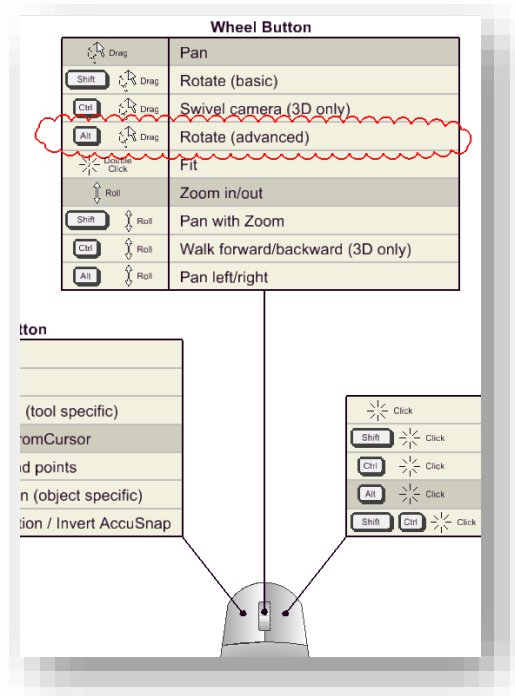 Wheel Button
Drag Pan
Shift Drag Rotate (basic)
Ctrl Drag Swivel camera (3D only)
Alt Drag Rotate (advanced)
Double Click Fit
Roll Zoom in/out
Shift Roll Pan with Zoom
Ctrl Roll Walk forward/backward (3D only)
Alt Roll Pan left/right
tton
(tool specific)
romCursor
d points
n (object specific)
tion / Invert AccuSnap
Click
Shift Click
Ctrl Click
Alt Click
Shift Ctrl Click